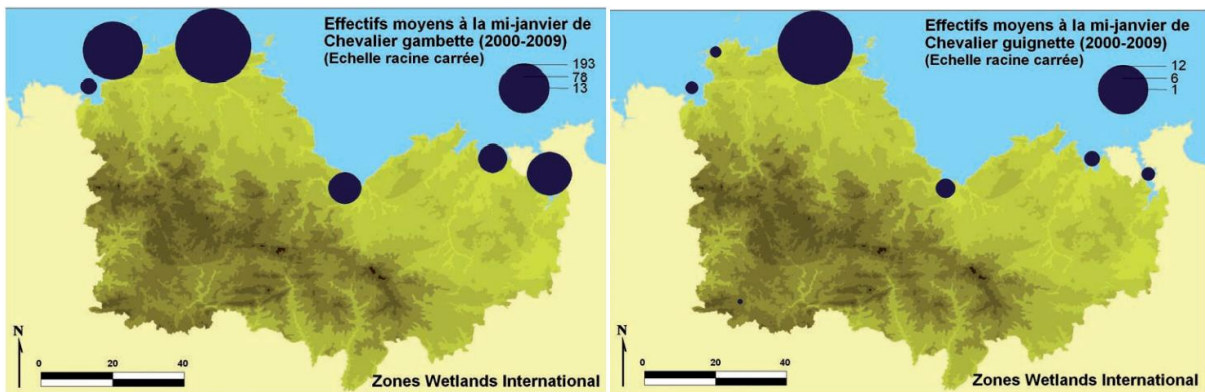 Effectifs moyens à la mi-janvier de
Chevalier gambette (2000-2009)
(Echelle racine carrée)
193
78
13
N
0 20 40
Zones Wetlands International
Effectifs moyens à la mi-janvier de
Chevalier guignette (2000-2009)
(Echelle racine carrée)
12
6
1
N
0 20 40
Zones Wetlands International